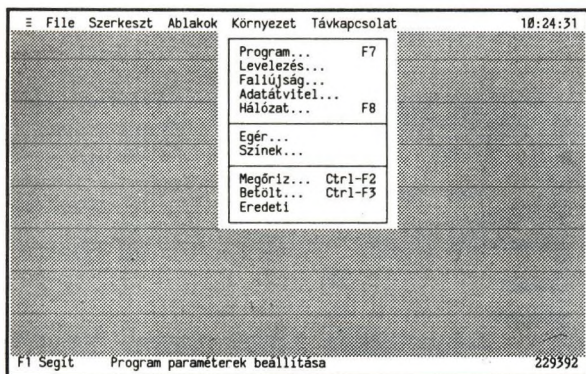 ≡ File Szerkeszt Ablakok Környezet Távkapcsolat 10:24:31
Program... F7
Levelezés...
Faliújság...
Adatátvitel...
Hálózat... F8
Egér...
Színek...
Megőriz... Ctrl-F2
Betölt... Ctrl-F3
Eredeti
F1 Segít Program paraméterek beállítása 229392